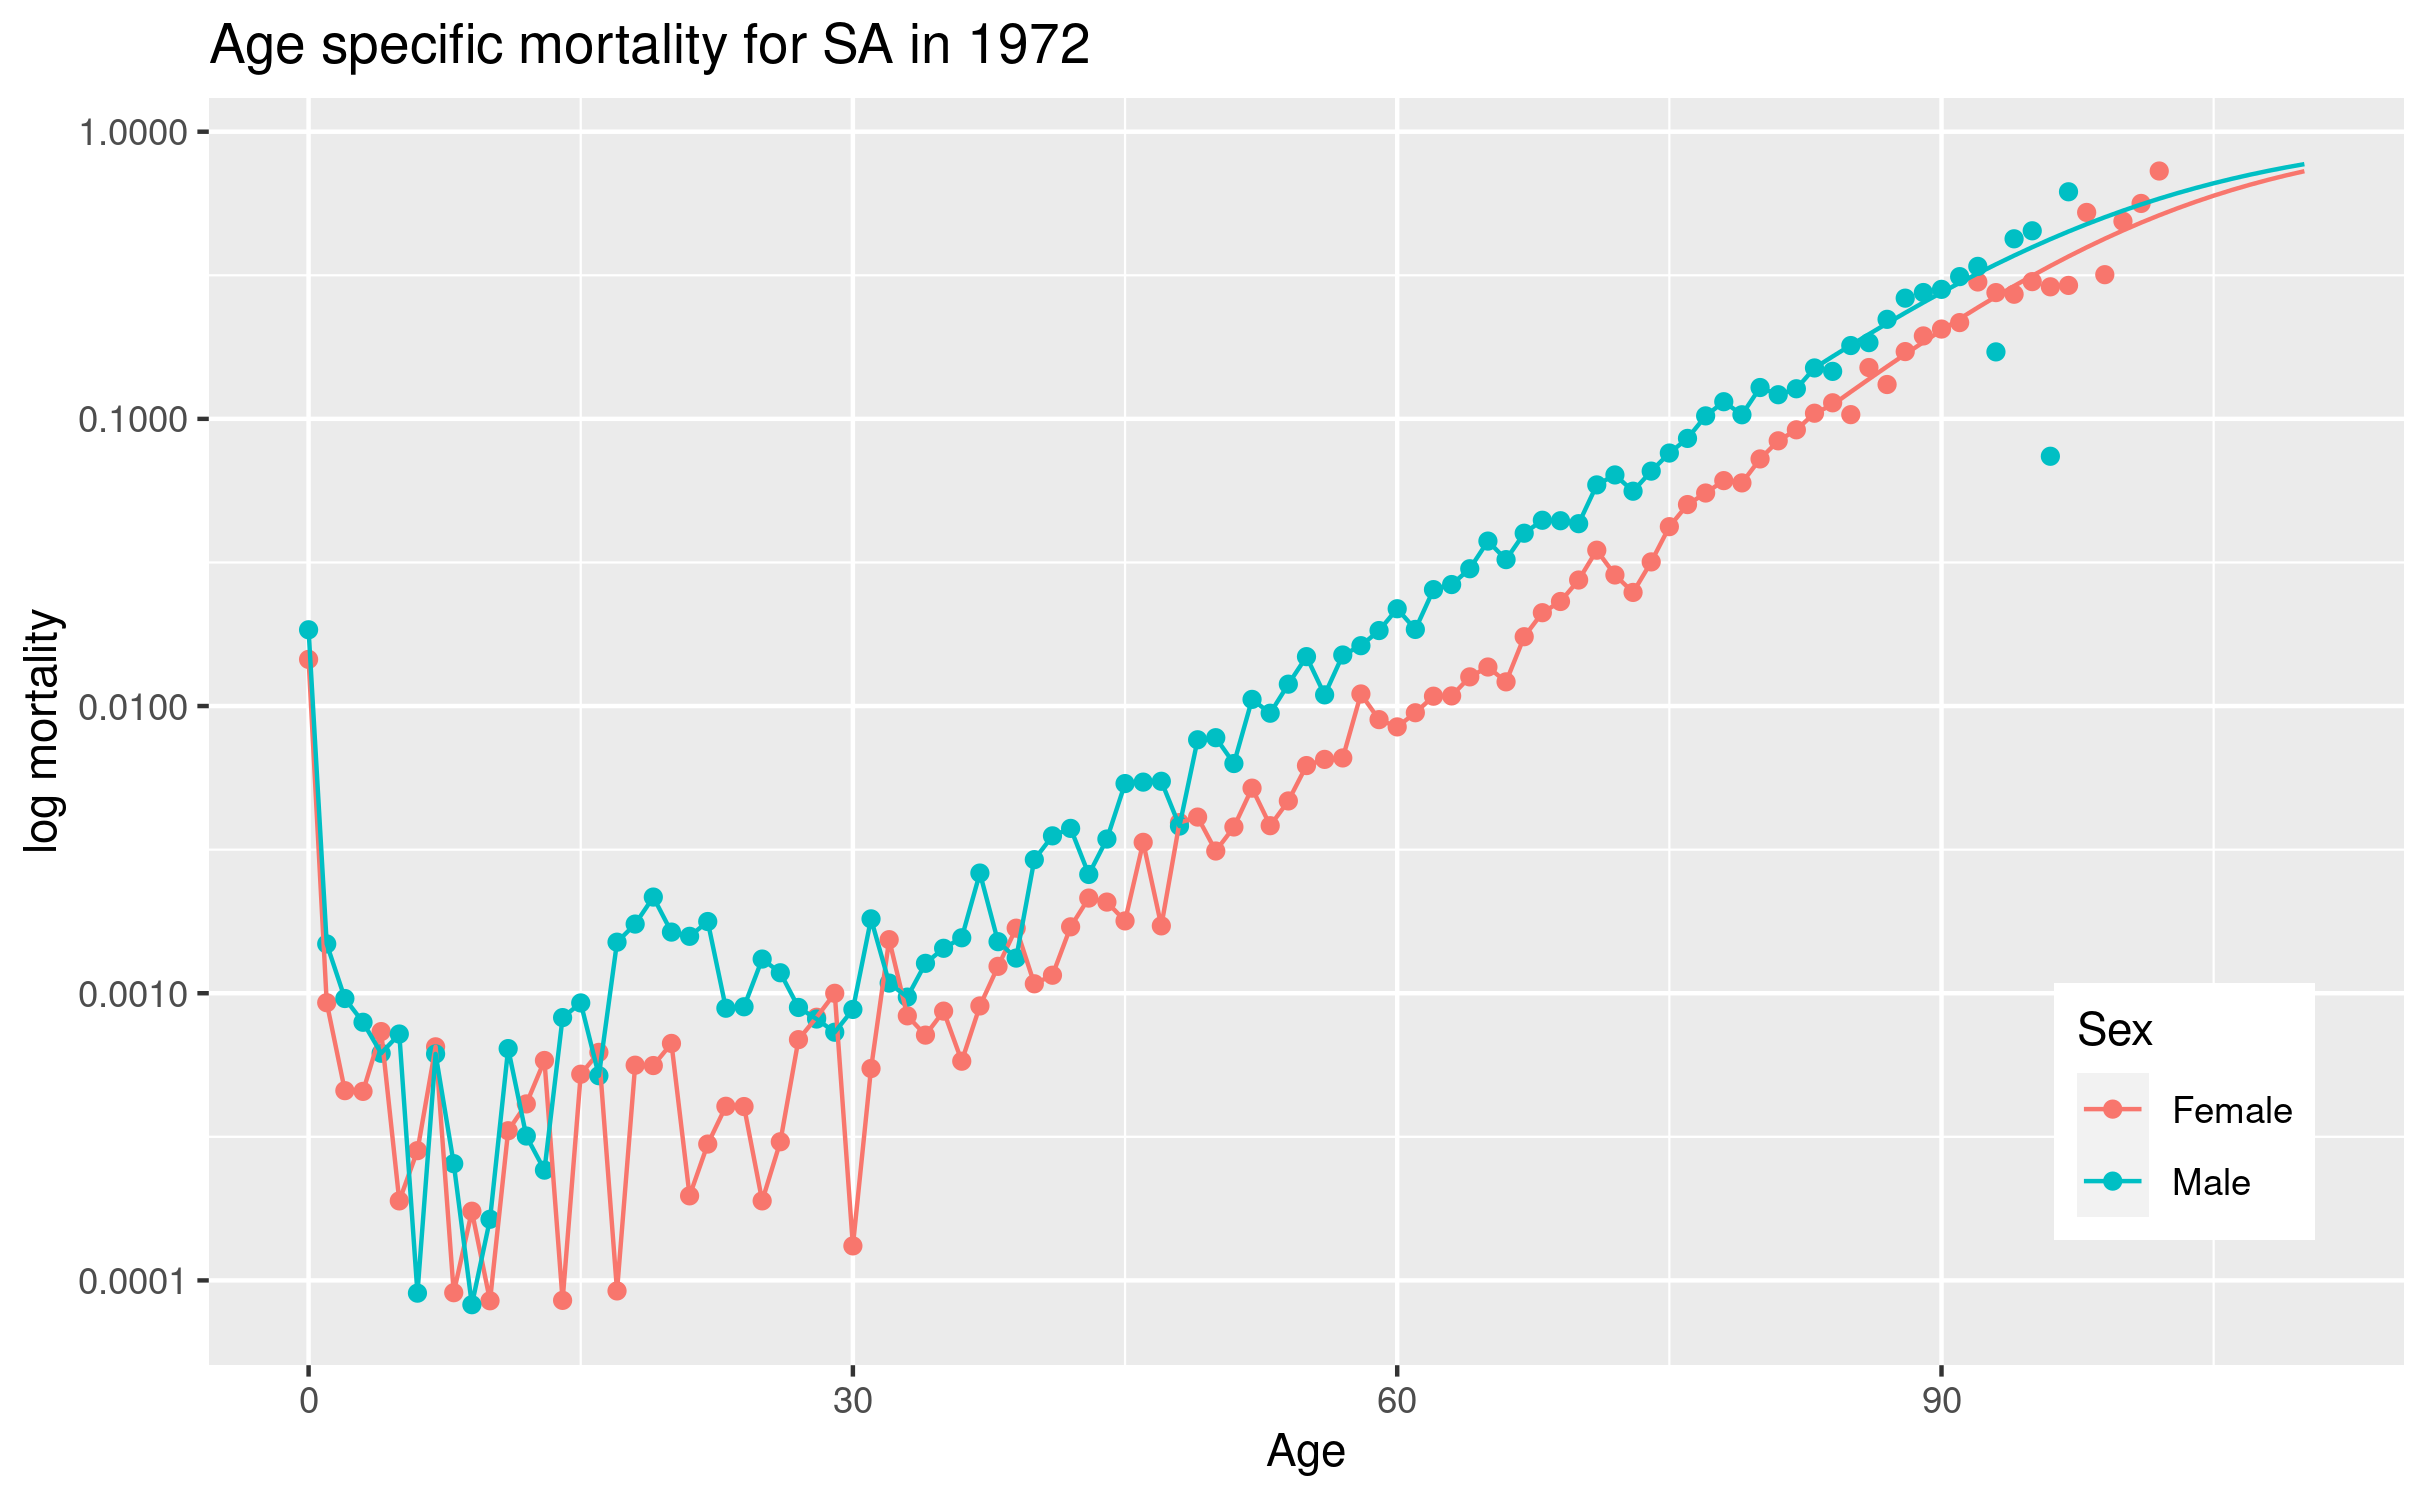 Age specific mortality for SA in 1972
1.0000
0.1000
0.0100
0.0010
0.0001
log mortality
0
30
60
90
Age
Sex
Female
Male